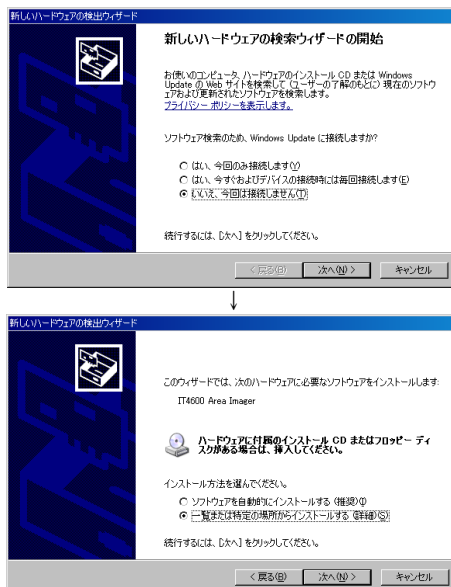 新しいハードウェアの検出ウィザード
新しいハードウェアの検索ウィザードの開始
お使いのコンピュータ、ハードウェアのインストール CD または Windows
Update の Web サイトを検索して (ユーザーの了解のもとに) 現在のソフトウ
ェアおよび更新されたソフトウェアを検索します。
プライバシー ポリシーを表示します。
ソフトウェア検索のため、Windows Update に接続しますか?
はい、今回のみ接続します(Y)
はい、今すぐおよびデバイスの接続時には毎回接続します(E)
いいえ、今回は接続しません(T)
続行するには、[次へ] をクリックしてください。
< 戻る(B)
次へ(N) >
キャンセル
↓
新しいハードウェアの検出ウィザード
このウィザードでは、次のハードウェアに必要なソフトウェアをインストールします:
IT4600 Area Imager
ハードウェアに付属のインストール CD またはフロッピー ディ
スクがある場合は、挿入してください。
インストール方法を選んでください。
ソフトウェアを自動的にインストールする (推奨)(I)
一覧または特定の場所からインストールする (詳細)(S)
続行するには、[次へ] をクリックしてください。
< 戻る(B)
次へ(N) >
キャンセル